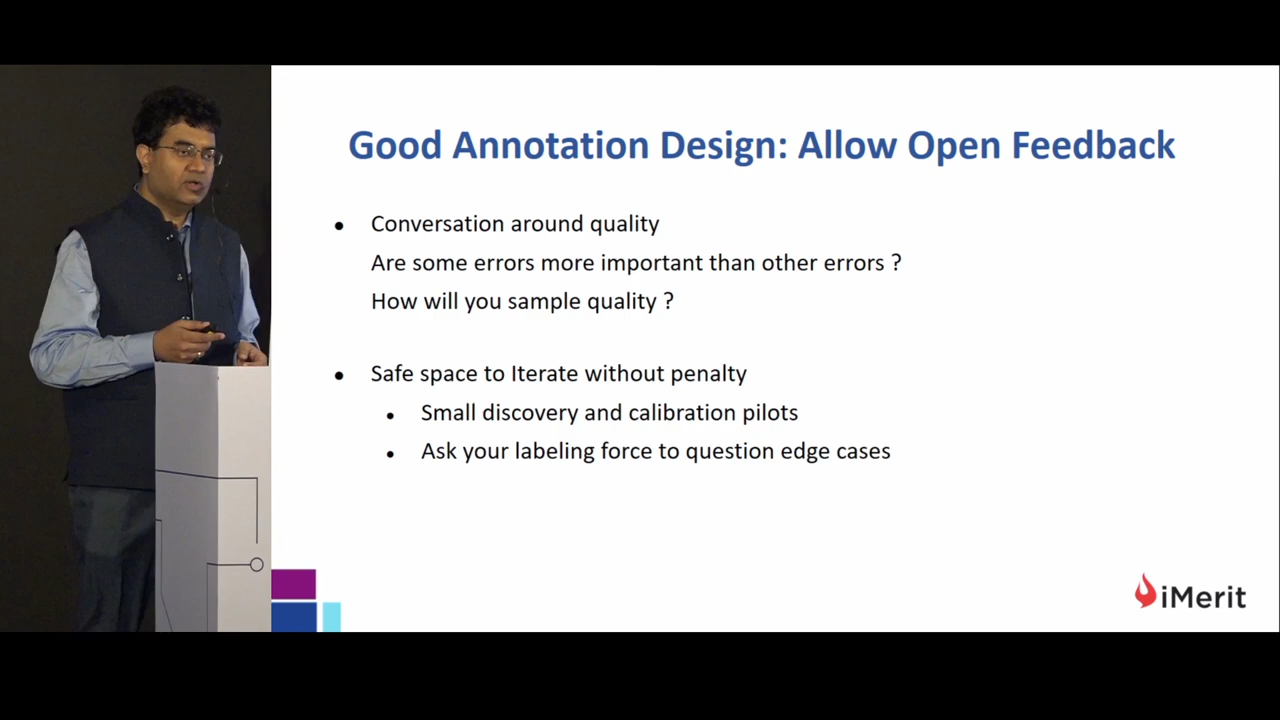 Good Annotation Design: Allow Open Feedback
• Conversation around quality
Are some errors more important than other errors ?
How will you sample quality ?
• Safe space to Iterate without penalty
• Small discovery and calibration pilots
• Ask your labeling force to question edge cases
iMerit